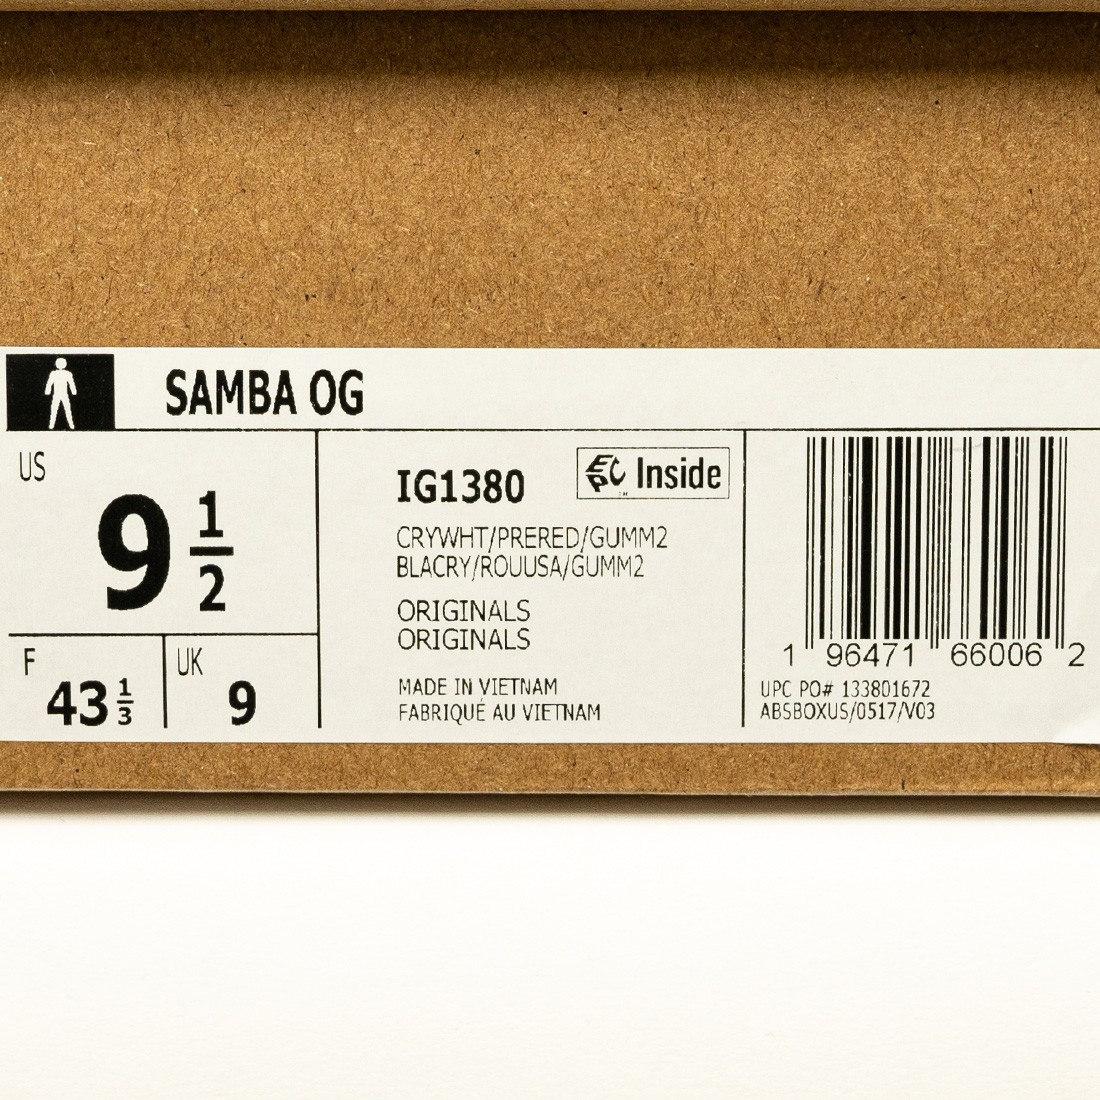 SAMBA OG
US
9 1/2
F
43 1/3
UK
9
IG1380
EPC Inside
CRYWHT/PRERED/GUMM2
BLACRY/ROUUSA/GUMM2
ORIGINALS
ORIGINALS
MADE IN VIETNAM
FABRIQUÉ AU VIETNAM
1 96471 66006 2
UPC PO# 133801672
ABSBOXUS/0517/V03